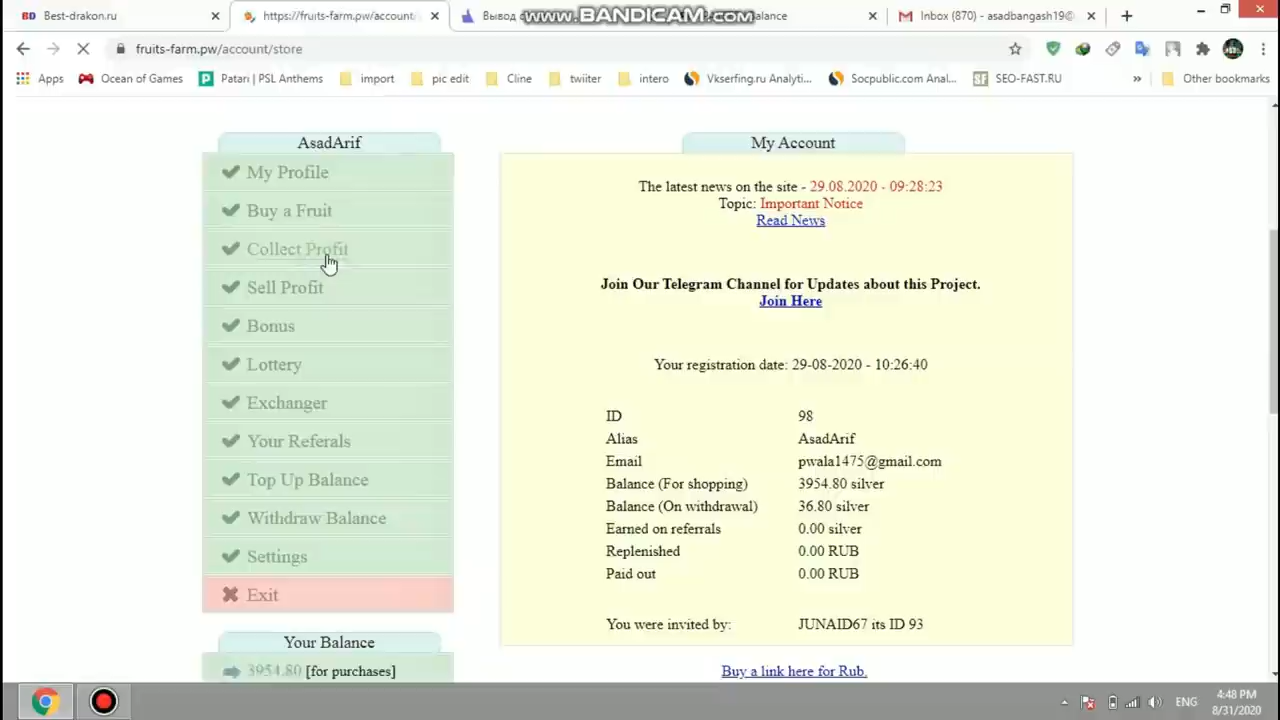 Best-drakon.ru
https://fruits-farm.pw/account/
Вывод с
WWW.BANDICAM.COM
Balance
Inbox (870) - asadbangash19@
fruits-farm.pw/account/store
Apps
Ocean of Games
Patari | PSL Anthems
import
pic edit
Cline
twiiter
intero
Vkserfing.ru Analyti...
Socpublic.com Anal...
SEO-FAST.RU
»
Other bookmarks
AsadArif
My Profile
Buy a Fruit
Collect Profit
Sell Profit
Bonus
Lottery
Exchanger
Your Referals
Top Up Balance
Withdraw Balance
Settings
Exit
Your Balance
3954.80 [for purchases]
My Account
The latest news on the site - 29.08.2020 - 09:28:23
Topic: Important Notice
Read News
Join Our Telegram Channel for Updates about this Project.
Join Here
Your registration date: 29-08-2020 - 10:26:40
ID 98
Alias AsadArif
Email pwala1475@gmail.com
Balance (For shopping) 3954.80 silver
Balance (On withdrawal) 36.80 silver
Earned on referrals 0.00 silver
Replenished 0.00 RUB
Paid out 0.00 RUB
You were invited by: JUNAID67 its ID 93
Buy a link here for Rub.
ENG
4:48 PM
8/31/2020